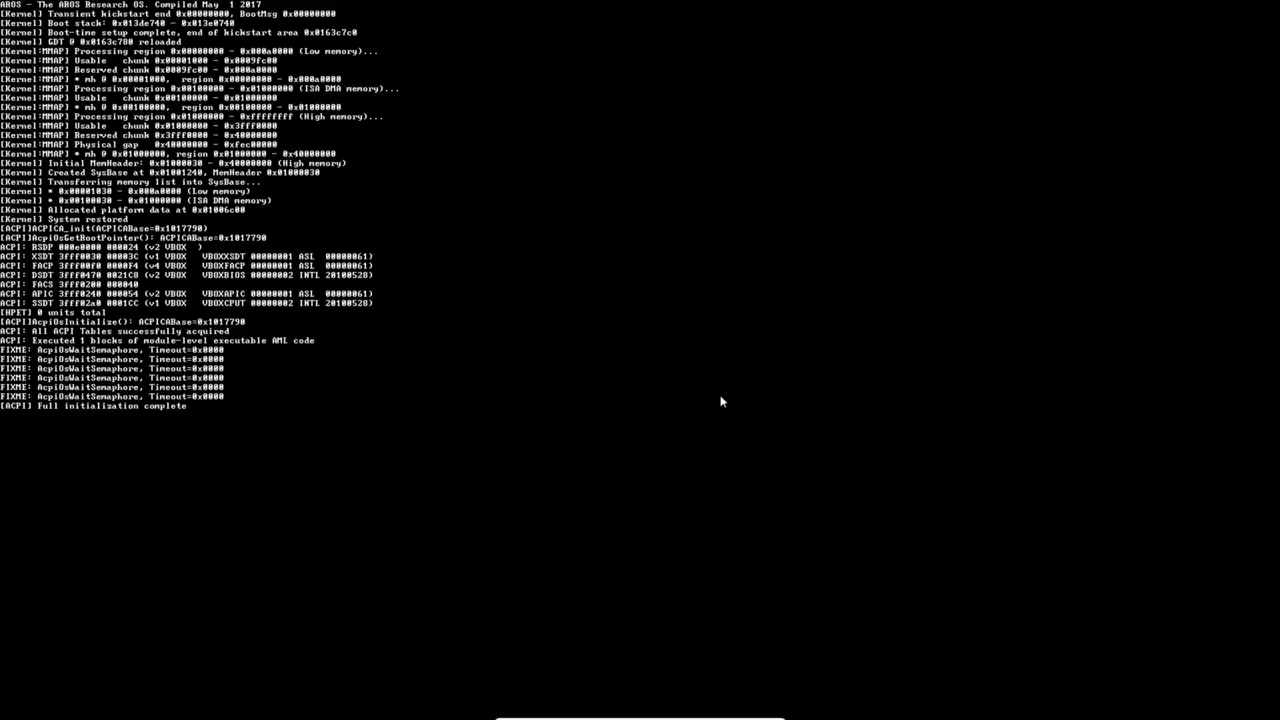 AROS - The AROS Research OS. Compiled May  1 2017
[Kernel] Transient kickstart end 0x00000000, BootMsg 0x00000000
[Kernel] Boot stack: 0x013de740 - 0x013e0740
[Kernel] Boot-time setup complete, end of kickstart area 0x0163c7c0
[Kernel] GDT @ 0x0163c780 reloaded
[Kernel:MMAP] Processing region 0x00000000 - 0x000a0000 (Low memory)...
[Kernel:MMAP] Usable   chunk 0x00001000 - 0x0009fc00
[Kernel:MMAP] Reserved chunk 0x0009fc00 - 0x000a0000
[Kernel:MMAP] * mh @ 0x00001000,  region 0x00000000 - 0x000a0000
[Kernel:MMAP] Processing region 0x00100000 - 0x01000000 (ISA DMA memory)...
[Kernel:MMAP] Usable   chunk 0x00100000 - 0x01000000
[Kernel:MMAP] * mh @ 0x00100000,  region 0x00100000 - 0x01000000
[Kernel:MMAP] Processing region 0x01000000 - 0xffffffff (High memory)...
[Kernel:MMAP] Usable   chunk 0x01000000 - 0x3fff0000
[Kernel:MMAP] Reserved chunk 0x3fff0000 - 0x40000000
[Kernel:MMAP] Physical gap  0x40000000 - 0xfec00000
[Kernel:MMAP] * mh @ 0x01000000, region 0x01000000 - 0x40000000
[Kernel] Initial MemHeader: 0x01000030 - 0x40000000 (High memory)
[Kernel] Created SysBase at 0x01001240, MemHeader 0x01000030
[Kernel] Transferring memory list into SysBase...
[Kernel] * 0x00001030 - 0x000a0000 (Low memory)
[Kernel] * 0x00100030 - 0x01000000 (ISA DMA memory)
[Kernel] Allocated platform data at 0x01006c00
[Kernel] System restored
[ACPI]ACPICA_init(ACPICABase=0x1017790)
[ACPI]AcpiOsGetRootPointer(): ACPICABase=0x1017790
ACPI: RSDP 000e0000 000024 (v2 VBOX  )
ACPI: XSDT 3fff0030 00003C (v1 VBOX   VBOXXSDT 00000001 ASL  00000061)
ACPI: FACP 3fff00f0 0000F4 (v4 VBOX   VBOXFACP 00000001 ASL  00000061)
ACPI: DSDT 3fff0470 0021C8 (v2 VBOX   VBOXBIOS 00000002 INTL 20100528)
ACPI: FACS 3fff0200 000040
ACPI: APIC 3fff0240 000054 (v2 VBOX   VBOXAPIC 00000001 ASL  00000061)
ACPI: SSDT 3fff02a0 0001CC (v1 VBOX   VBOXCPUT 00000002 INTL 20100528)
[HPET] 0 units total
[ACPI]AcpiOsInitialize(): ACPICABase=0x1017790
ACPI: All ACPI Tables successfully acquired
ACPI: Executed 1 blocks of module-level executable AML code
FIXME: AcpiOsWaitSemaphore, Timeout=0x0000
FIXME: AcpiOsWaitSemaphore, Timeout=0x0000
FIXME: AcpiOsWaitSemaphore, Timeout=0x0000
FIXME: AcpiOsWaitSemaphore, Timeout=0x0000
FIXME: AcpiOsWaitSemaphore, Timeout=0x0000
FIXME: AcpiOsWaitSemaphore, Timeout=0x0000
[ACPI] Full initialization complete